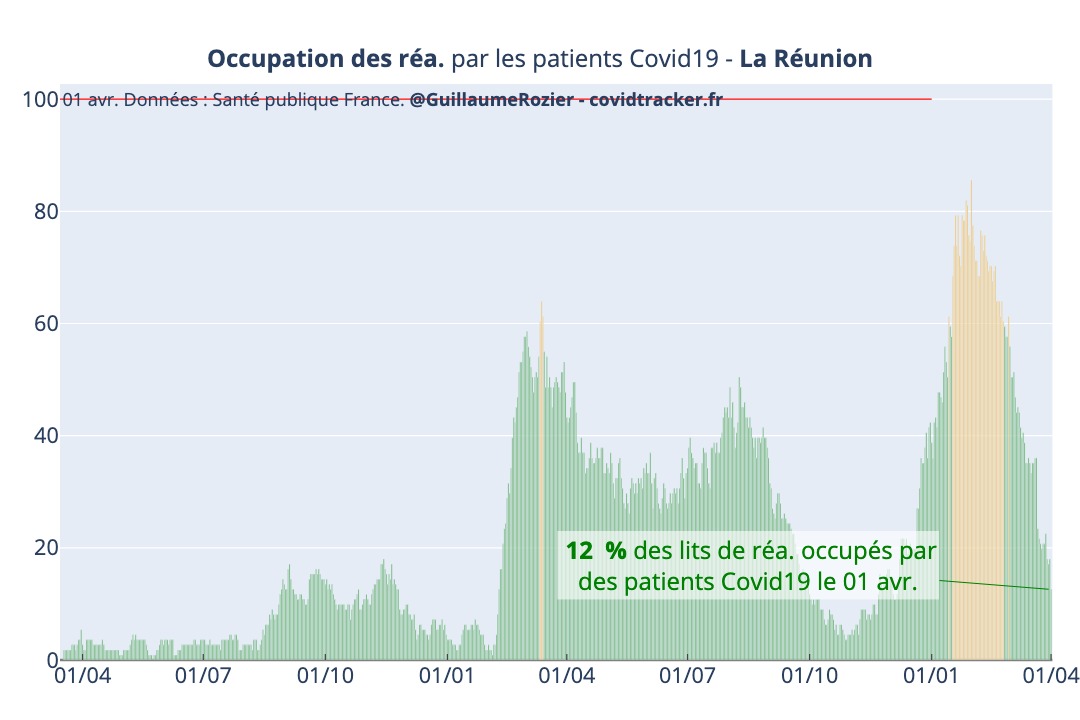 Occupation des réa. par les patients Covid19 - La Réunion
100
01 avr. Données : Santé publique France. @GuillaumeRozier - covidtracker.fr
80
60
40
20
0
12 % des lits de réa. occupés par
des patients Covid19 le 01 avr.
01/04 01/07 01/10 01/01 01/04 01/07 01/10 01/01 01/04